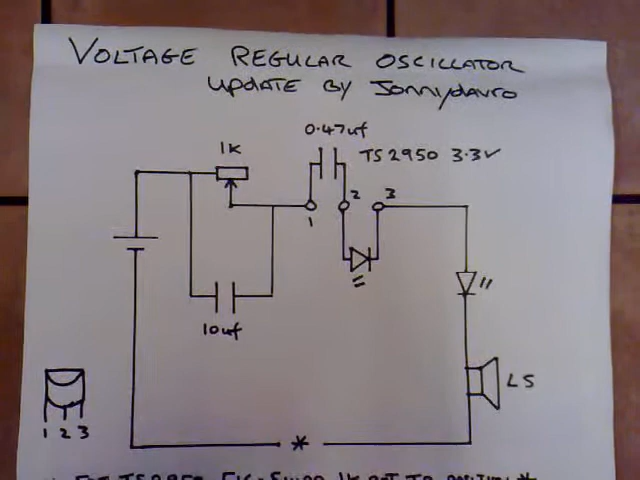 VOLTAGE REGULAR OSCILLATOR
UPDATE BY Jonnydavro
0.47uf
1K
TS2950 3.3V
1
2
3
10uf
LS
1 2 3
*